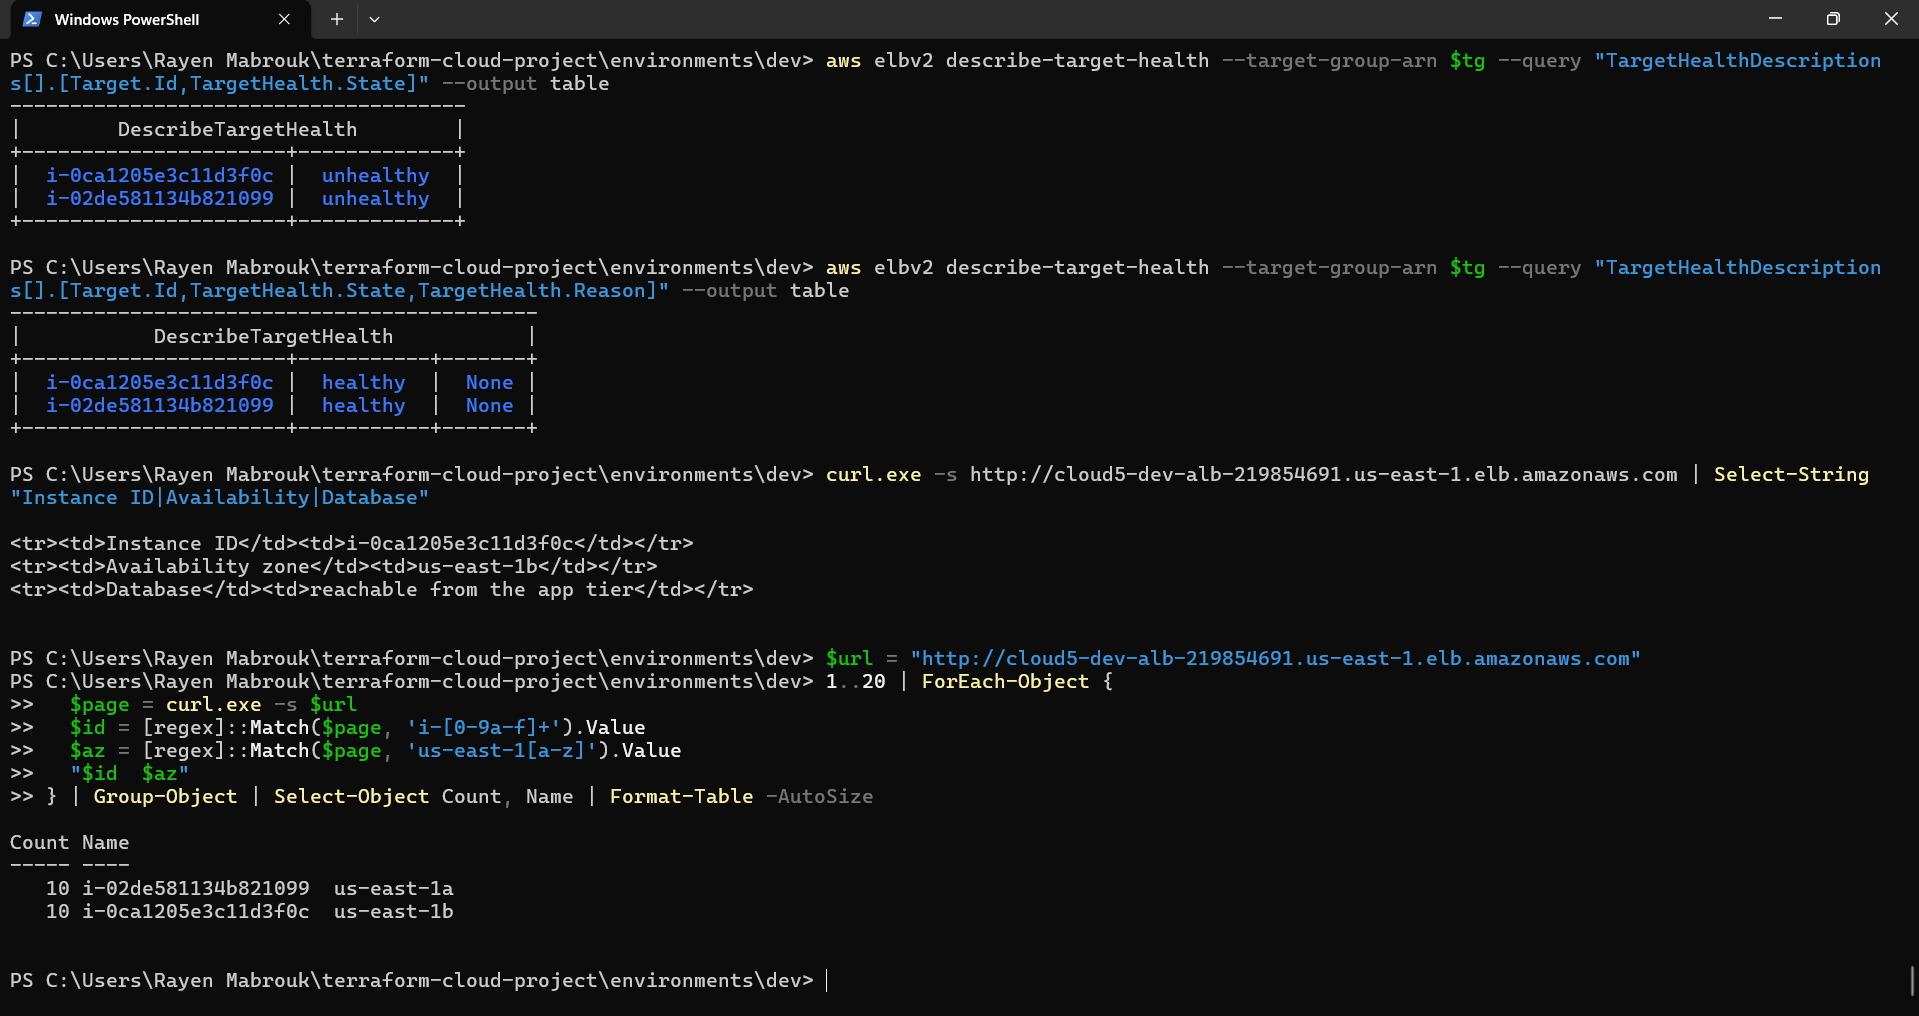 Windows PowerShell
PS C:\Users\Rayen Mabrouk\terraform-cloud-project\environments\dev> aws elbv2 describe-target-health --target-group-arn $tg --query "TargetHealthDescription
s[].[Target.Id,TargetHealth.State]" --output table
--------------------------------------
|        DescribeTargetHealth        |
+----------------------+-------------+
|  i-0ca1205e3c11d3f0c |  unhealthy  |
|  i-02de581134b821099 |  unhealthy  |
+----------------------+-------------+
PS C:\Users\Rayen Mabrouk\terraform-cloud-project\environments\dev> aws elbv2 describe-target-health --target-group-arn $tg --query "TargetHealthDescription
s[].[Target.Id,TargetHealth.State,TargetHealth.Reason]" --output table
--------------------------------------------
|           DescribeTargetHealth           |
+----------------------+-----------+-------+
|  i-0ca1205e3c11d3f0c |  healthy  |  None |
|  i-02de581134b821099 |  healthy  |  None |
+----------------------+-----------+-------+
PS C:\Users\Rayen Mabrouk\terraform-cloud-project\environments\dev> curl.exe -s http://cloud5-dev-alb-219854691.us-east-1.elb.amazonaws.com | Select-String
"Instance ID|Availability|Database"
<tr><td>Instance ID</td><td>i-0ca1205e3c11d3f0c</td></tr>
<tr><td>Availability zone</td><td>us-east-1b</td></tr>
<tr><td>Database</td><td>reachable from the app tier</td></tr>
PS C:\Users\Rayen Mabrouk\terraform-cloud-project\environments\dev> $url = "http://cloud5-dev-alb-219854691.us-east-1.elb.amazonaws.com"
PS C:\Users\Rayen Mabrouk\terraform-cloud-project\environments\dev> 1..20 | ForEach-Object {
>>   $page = curl.exe -s $url
>>   $id = [regex]::Match($page, 'i-[0-9a-f]+').Value
>>   $az = [regex]::Match($page, 'us-east-1[a-z]').Value
>>   "$id  $az"
>> } | Group-Object | Select-Object Count, Name | Format-Table -AutoSize
Count Name
----- ----
   10 i-02de581134b821099  us-east-1a
   10 i-0ca1205e3c11d3f0c  us-east-1b
PS C:\Users\Rayen Mabrouk\terraform-cloud-project\environments\dev>